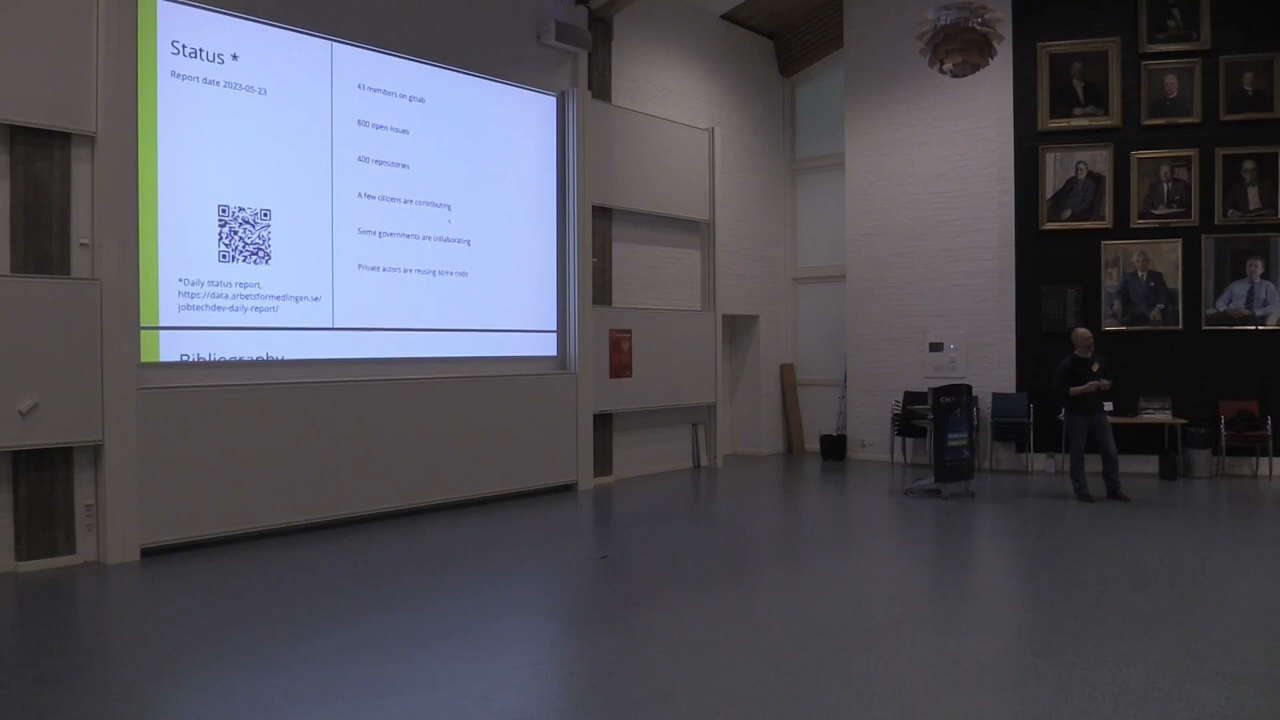 Status *
Report date 2023-05-23
*Daily status report,
https://data.arbetsformedlingen.se/
jobtechdev-daily-report/
43 members on gitlab
800 open issues
400 repositories
A few citizens are contributing
Some governments are collaborating
Private actors are reusing some code
Bibliography